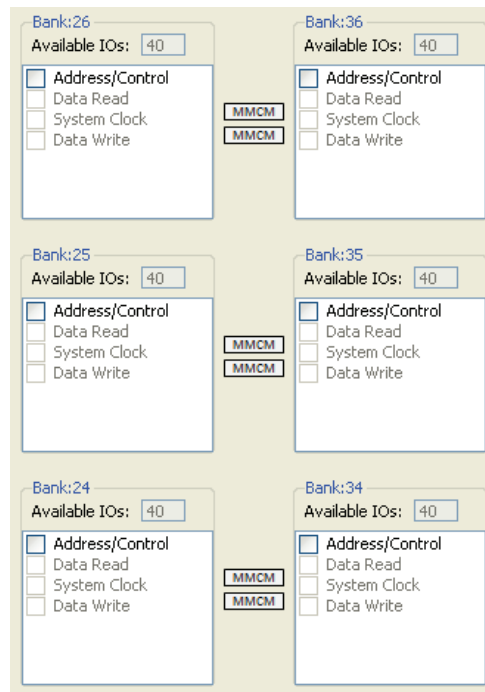 Bank:26
Available IOs: 40
Address/Control
Data Read
System Clock
Data Write
MMCM
MMCM
Bank:36
Available IOs: 40
Address/Control
Data Read
System Clock
Data Write
Bank:25
Available IOs: 40
Address/Control
Data Read
System Clock
Data Write
MMCM
MMCM
Bank:35
Available IOs: 40
Address/Control
Data Read
System Clock
Data Write
Bank:24
Available IOs: 40
Address/Control
Data Read
System Clock
Data Write
MMCM
MMCM
Bank:34
Available IOs: 40
Address/Control
Data Read
System Clock
Data Write